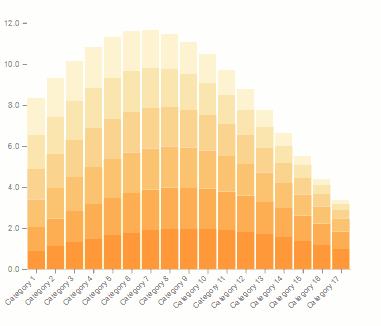 12.0
10.0
8.0
6.0
4.0
2.0
0.0
Category 1
Category 2
Category 3
Category 4
Category 5
Category 6
Category 7
Category 8
Category 9
Category 10
Category 11
Category 12
Category 13
Category 14
Category 15
Category 16
Category 17